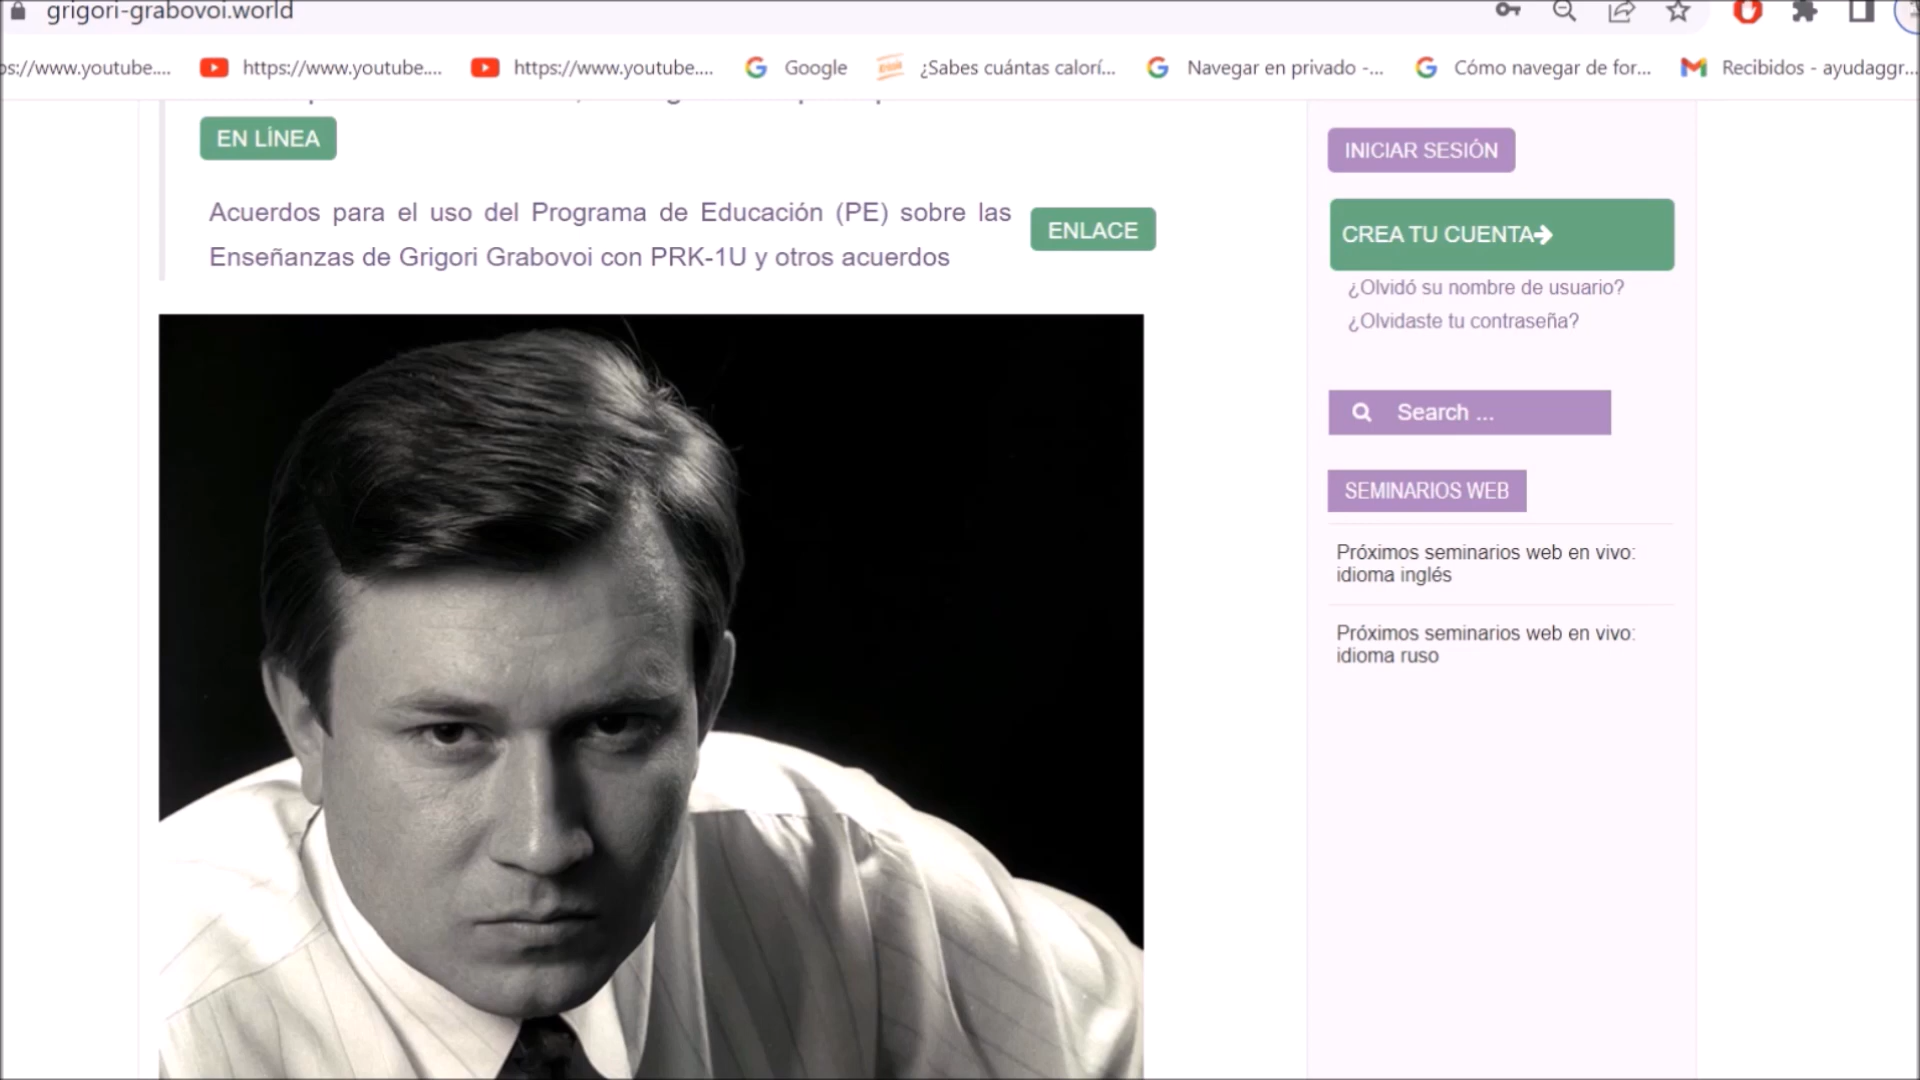 grigori-grabovoi.world
os://www.youtube.... https://www.youtube.... https://www.youtube.... Google ¿Sabes cuántas calorí... Navegar en privado -... Cómo navegar de for... Recibidos - ayudaggr...
EN LÍNEA
Acuerdos para el uso del Programa de Educación (PE) sobre las
Enseñanzas de Grigori Grabovoi con PRK-1U y otros acuerdos
ENLACE
INICIAR SESIÓN
CREA TU CUENTA
¿Olvidó su nombre de usuario?
¿Olvidaste tu contraseña?
Search ...
SEMINARIOS WEB
Próximos seminarios web en vivo:
idioma inglés
Próximos seminarios web en vivo:
idioma ruso